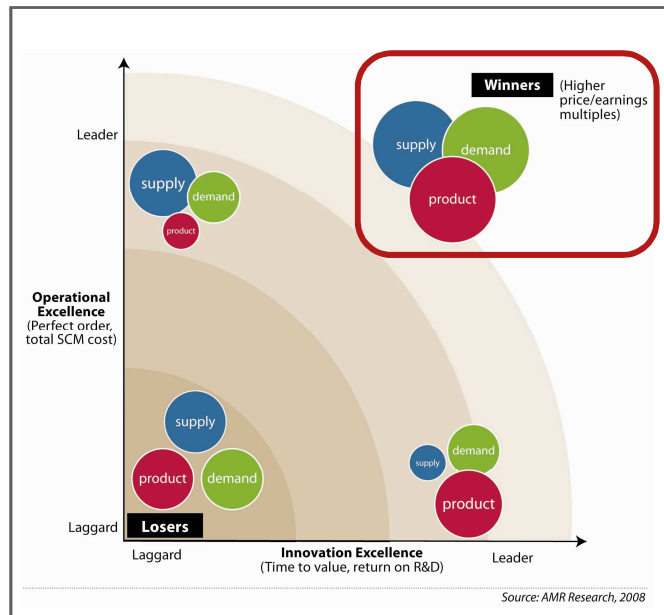 Winners
(Higher
price/earnings
multiples)
Leader
supply
demand
product
supply
demand
product
Operational
Excellence
(Perfect order,
total SCM cost)
supply
product
demand
supply
demand
product
Laggard
Losers
Laggard
Innovation Excellence
(Time to value, return on R&D)
Leader
Source: AMR Research, 2008